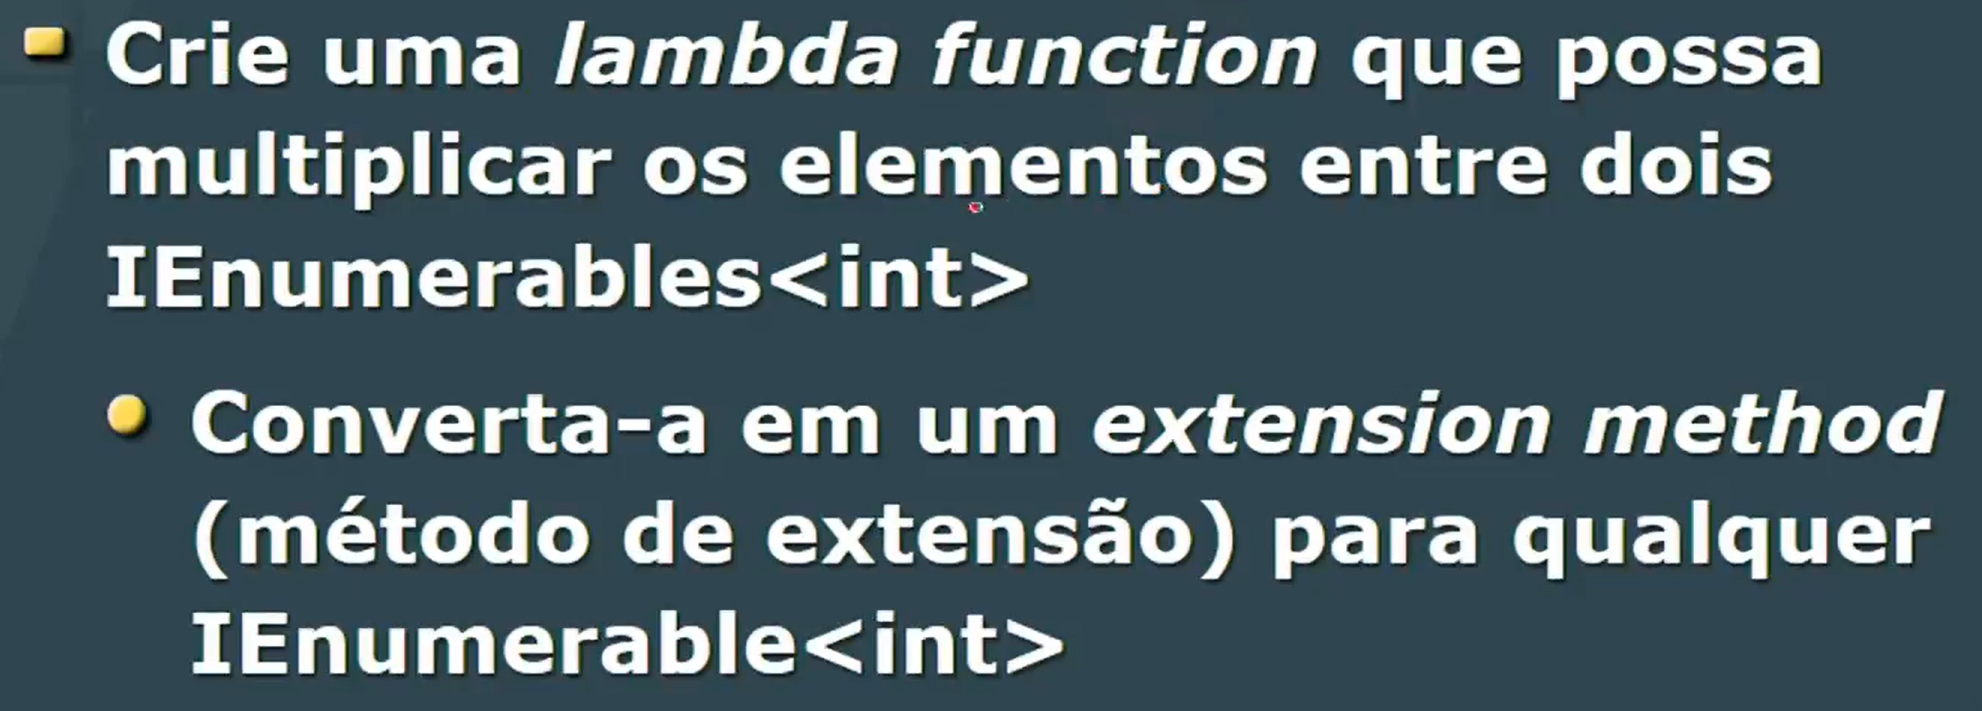 Crie uma lambda function que possa
multiplicar os elementos entre dois
IEnumerables<int>
Converta-a em um extension method
(método de extensão) para qualquer
IEnumerable<int>